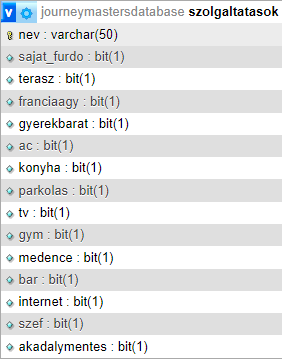 v journeymastersdatabase szolgaltatasok
nev : varchar(50)
sajat_furdo : bit(1)
terasz : bit(1)
franciaagy : bit(1)
gyerekbarat : bit(1)
ac : bit(1)
konyha : bit(1)
parkolas : bit(1)
tv : bit(1)
gym : bit(1)
medence : bit(1)
bar : bit(1)
internet : bit(1)
szef : bit(1)
akadalymentes : bit(1)